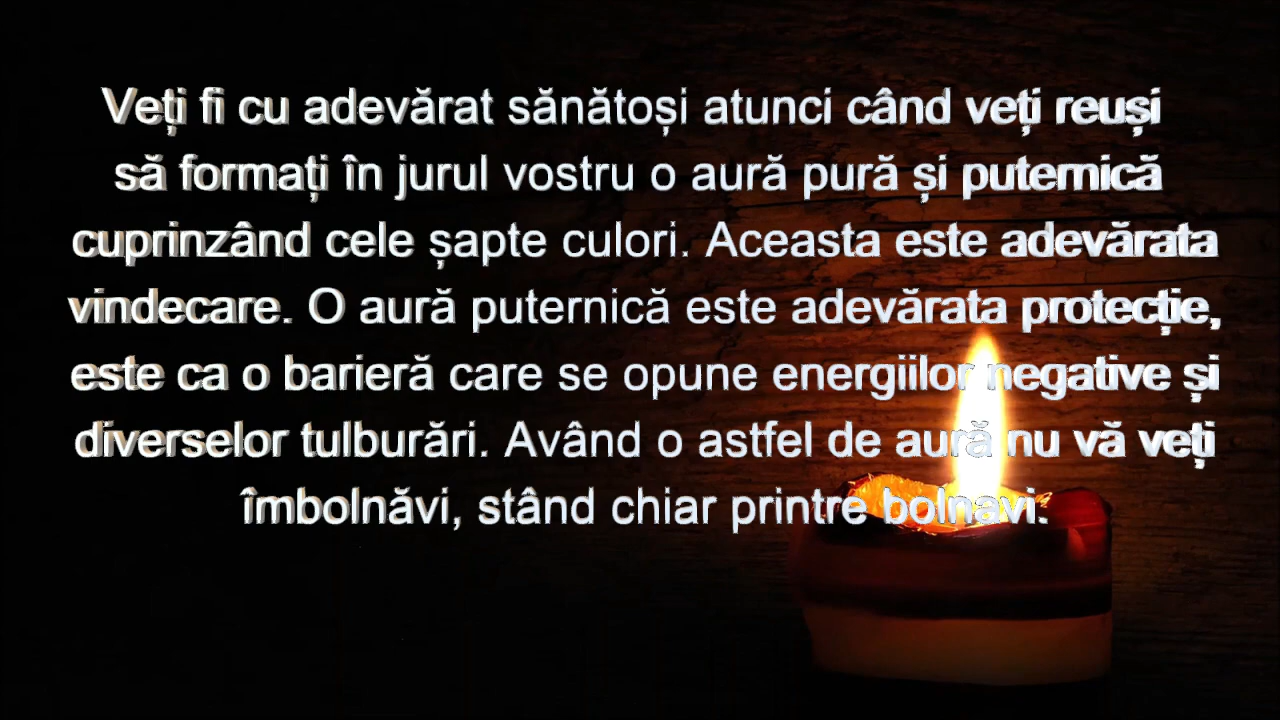 Veți fi cu adevărat sănătoși atunci când veți reuși
să formați în jurul vostru o aură pură și puternică
cuprinzând cele șapte culori. Aceasta este adevărata
vindecare. O aură puternică este adevărata protecție,
este ca o barieră care se opune energiilor negative și
diverselor tulburări. Având o astfel de aură nu vă veți
îmbolnăvi, stând chiar printre bolnavi.